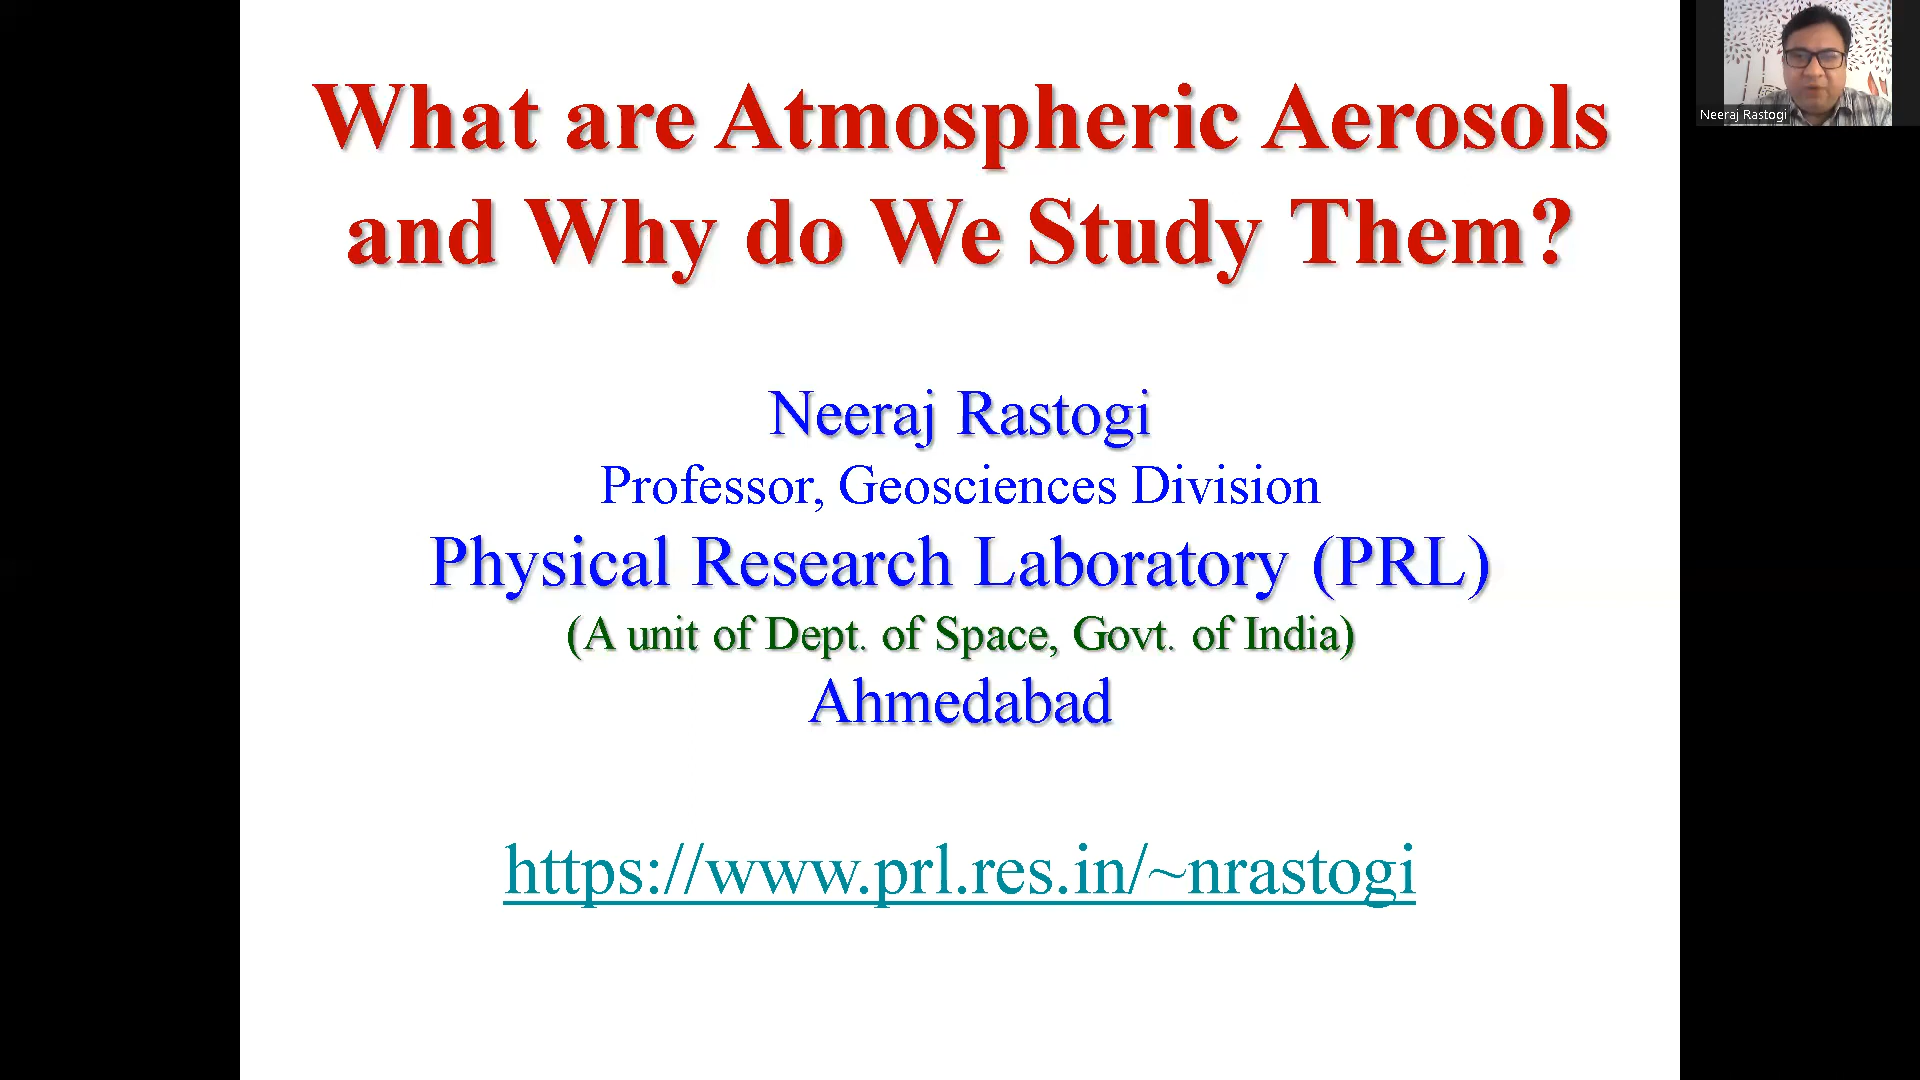 What are Atmospheric Aerosols
and Why do We Study Them?
Neeraj Rastogi
Professor, Geosciences Division
Physical Research Laboratory (PRL)
(A unit of Dept. of Space, Govt. of India)
Ahmedabad
https://www.prl.res.in/~nrastogi
Neeraj Rastogi